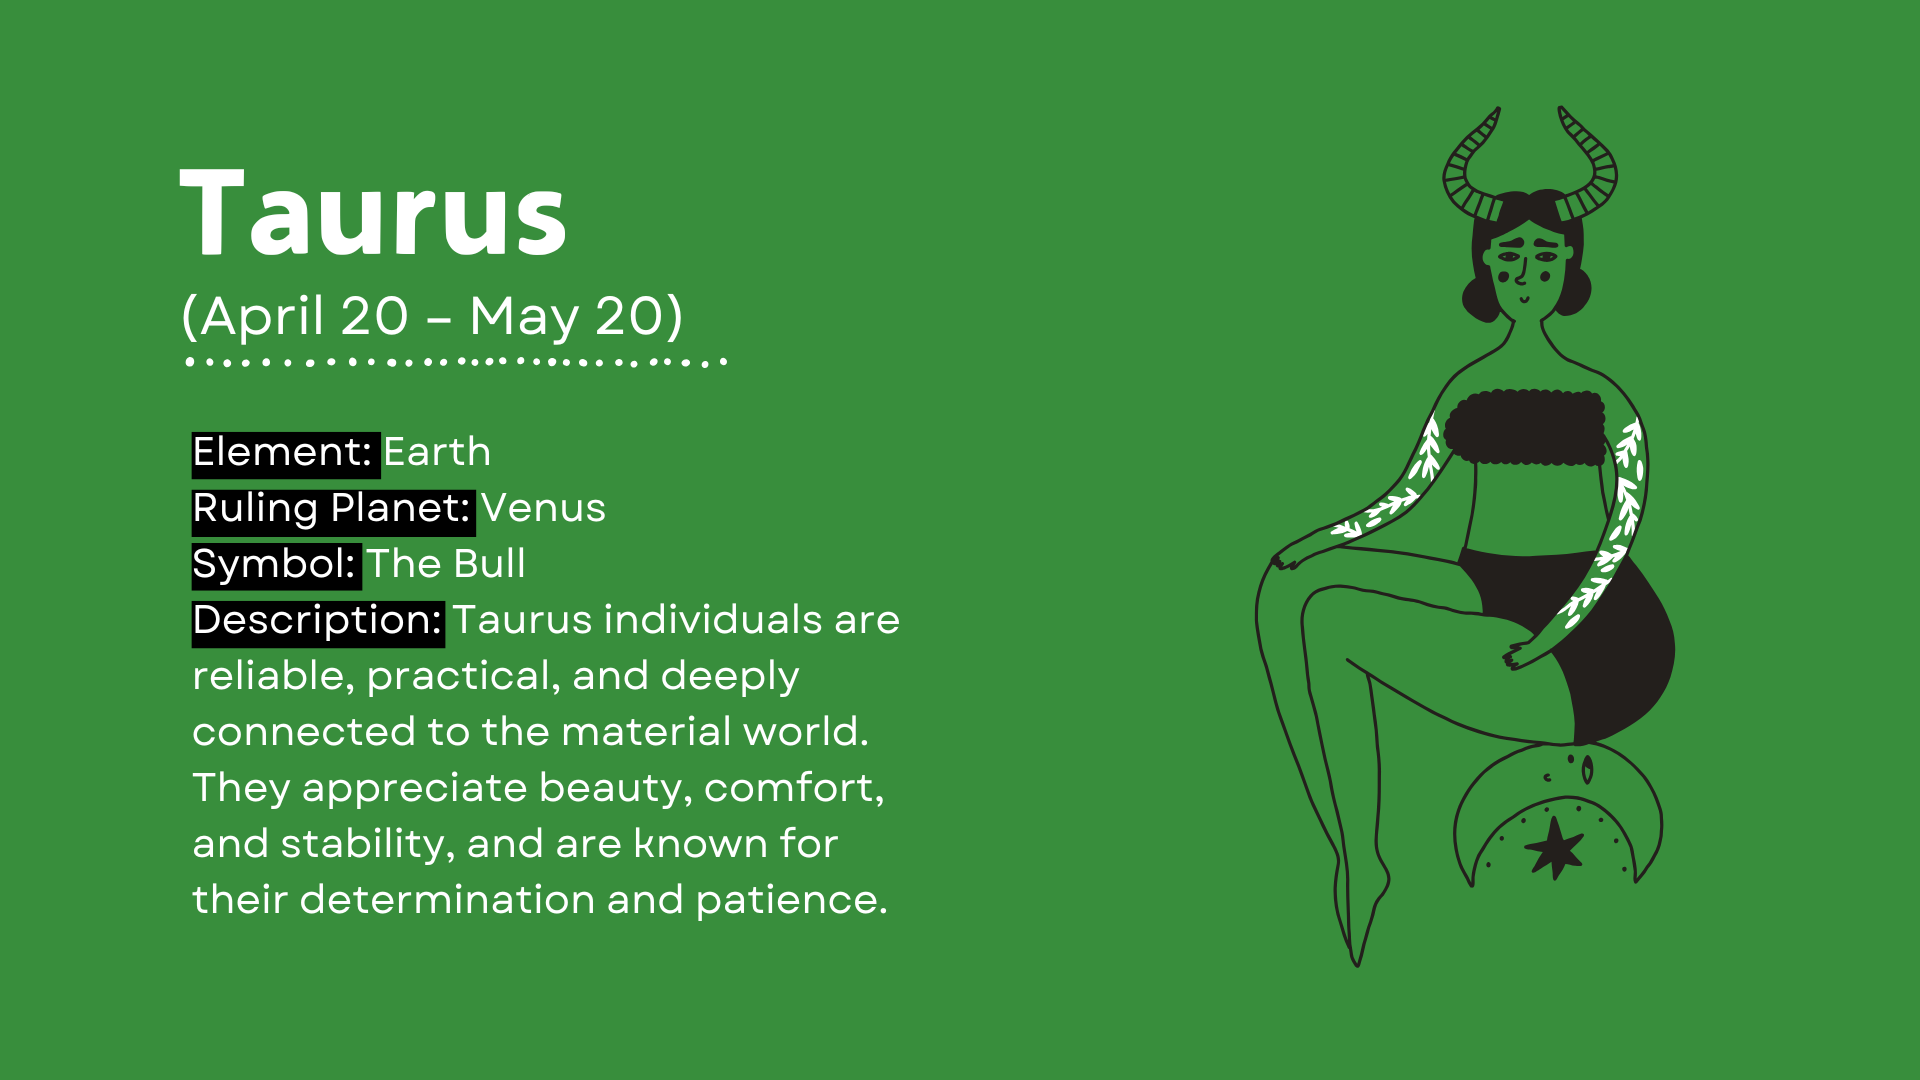 Taurus
(April 20 – May 20)
Element: Earth
Ruling Planet: Venus
Symbol: The Bull
Description: Taurus individuals are
reliable, practical, and deeply
connected to the material world.
They appreciate beauty, comfort,
and stability, and are known for
their determination and patience.